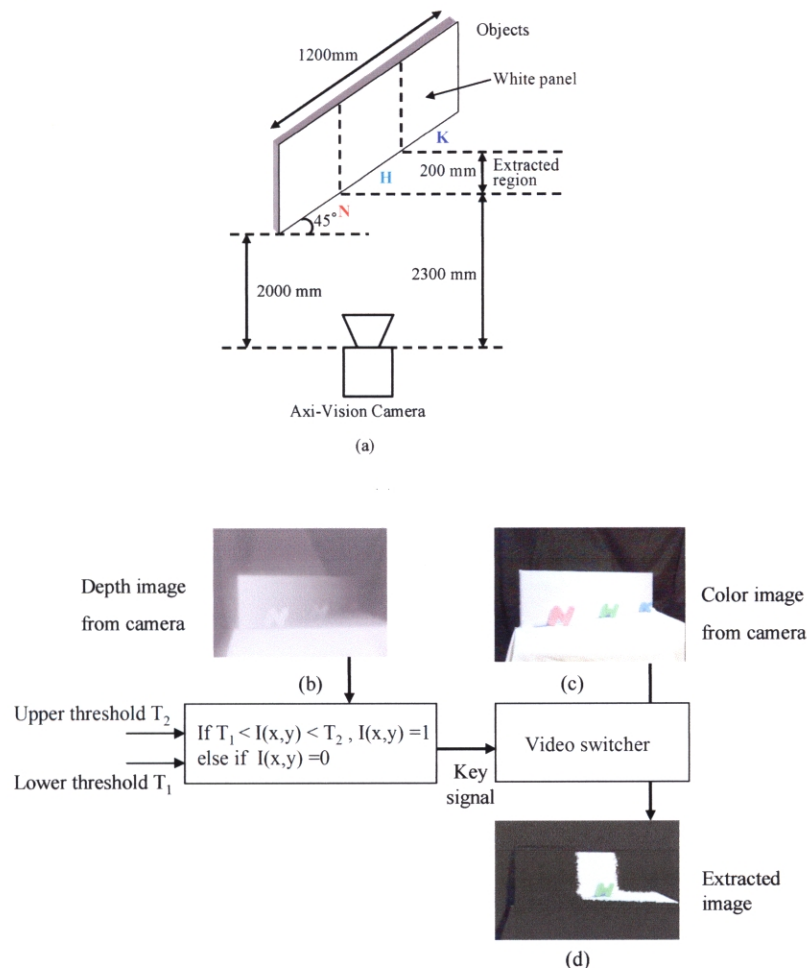 Objects
1200mm
White panel
K
200 mm
Extracted
region
H
N
45°
2300 mm
2000 mm
Axi-Vision Camera
(a)
Depth image
from camera
Color image
from camera
(b)
(c)
Upper threshold T2
If T1 < I(x,y) < T2 , I(x,y) =1
else if I(x,y) =0
Video switcher
Lower threshold T1
Key
signal
Extracted
image
(d)